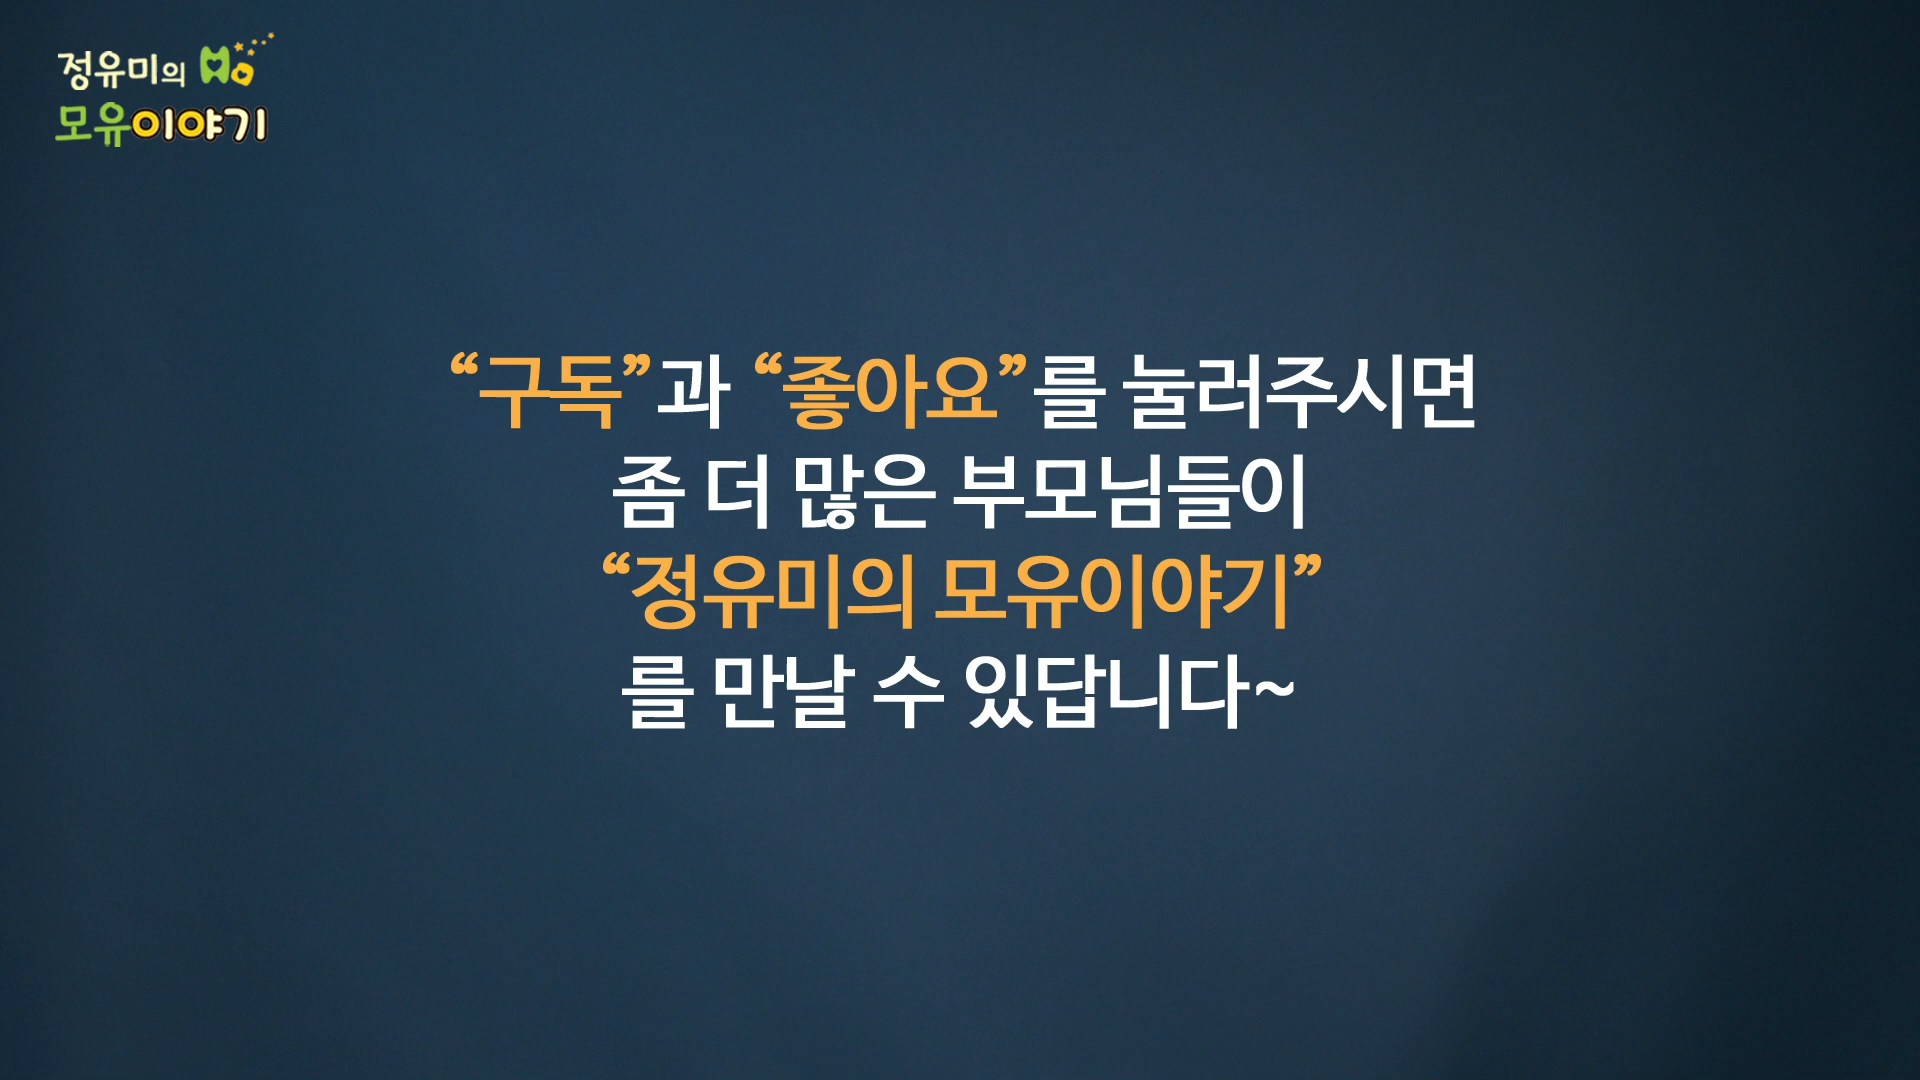 정유미의
모유이야기
“구독”과 “좋아요”를 눌러주시면
좀 더 많은 부모님들이
“정유미의 모유이야기”
를 만날 수 있답니다~